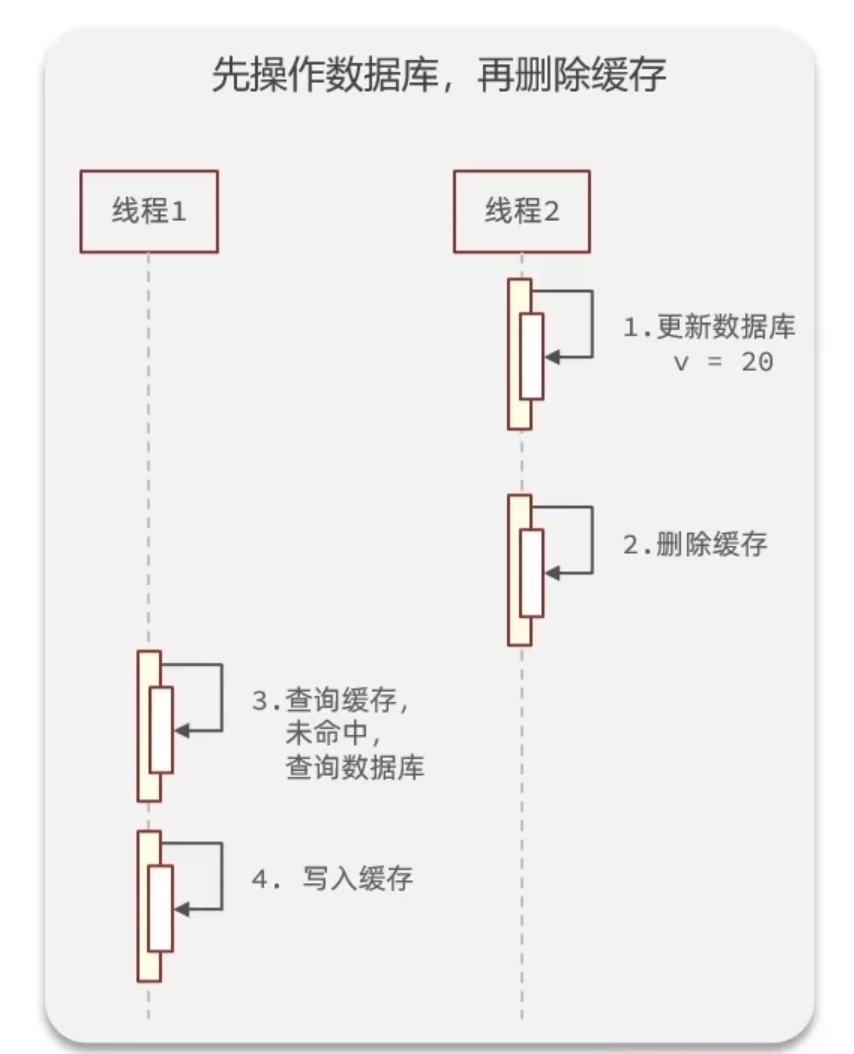 先操作数据库，再删除缓存
线程1
线程2
1.更新数据库
v = 20
2.删除缓存
3.查询缓存，
未命中，
查询数据库
4. 写入缓存